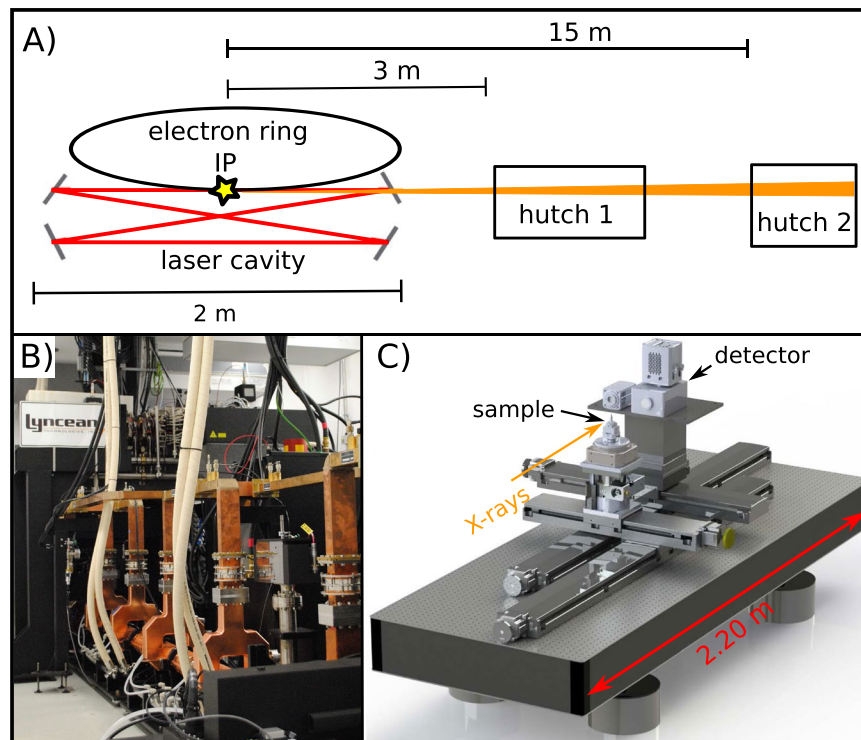 A)
15 m
3 m
electron ring
IP
hutch 1
hutch 2
laser cavity
2 m
B)
Lyncean
C)
detector
sample
X-rays
2.20 m